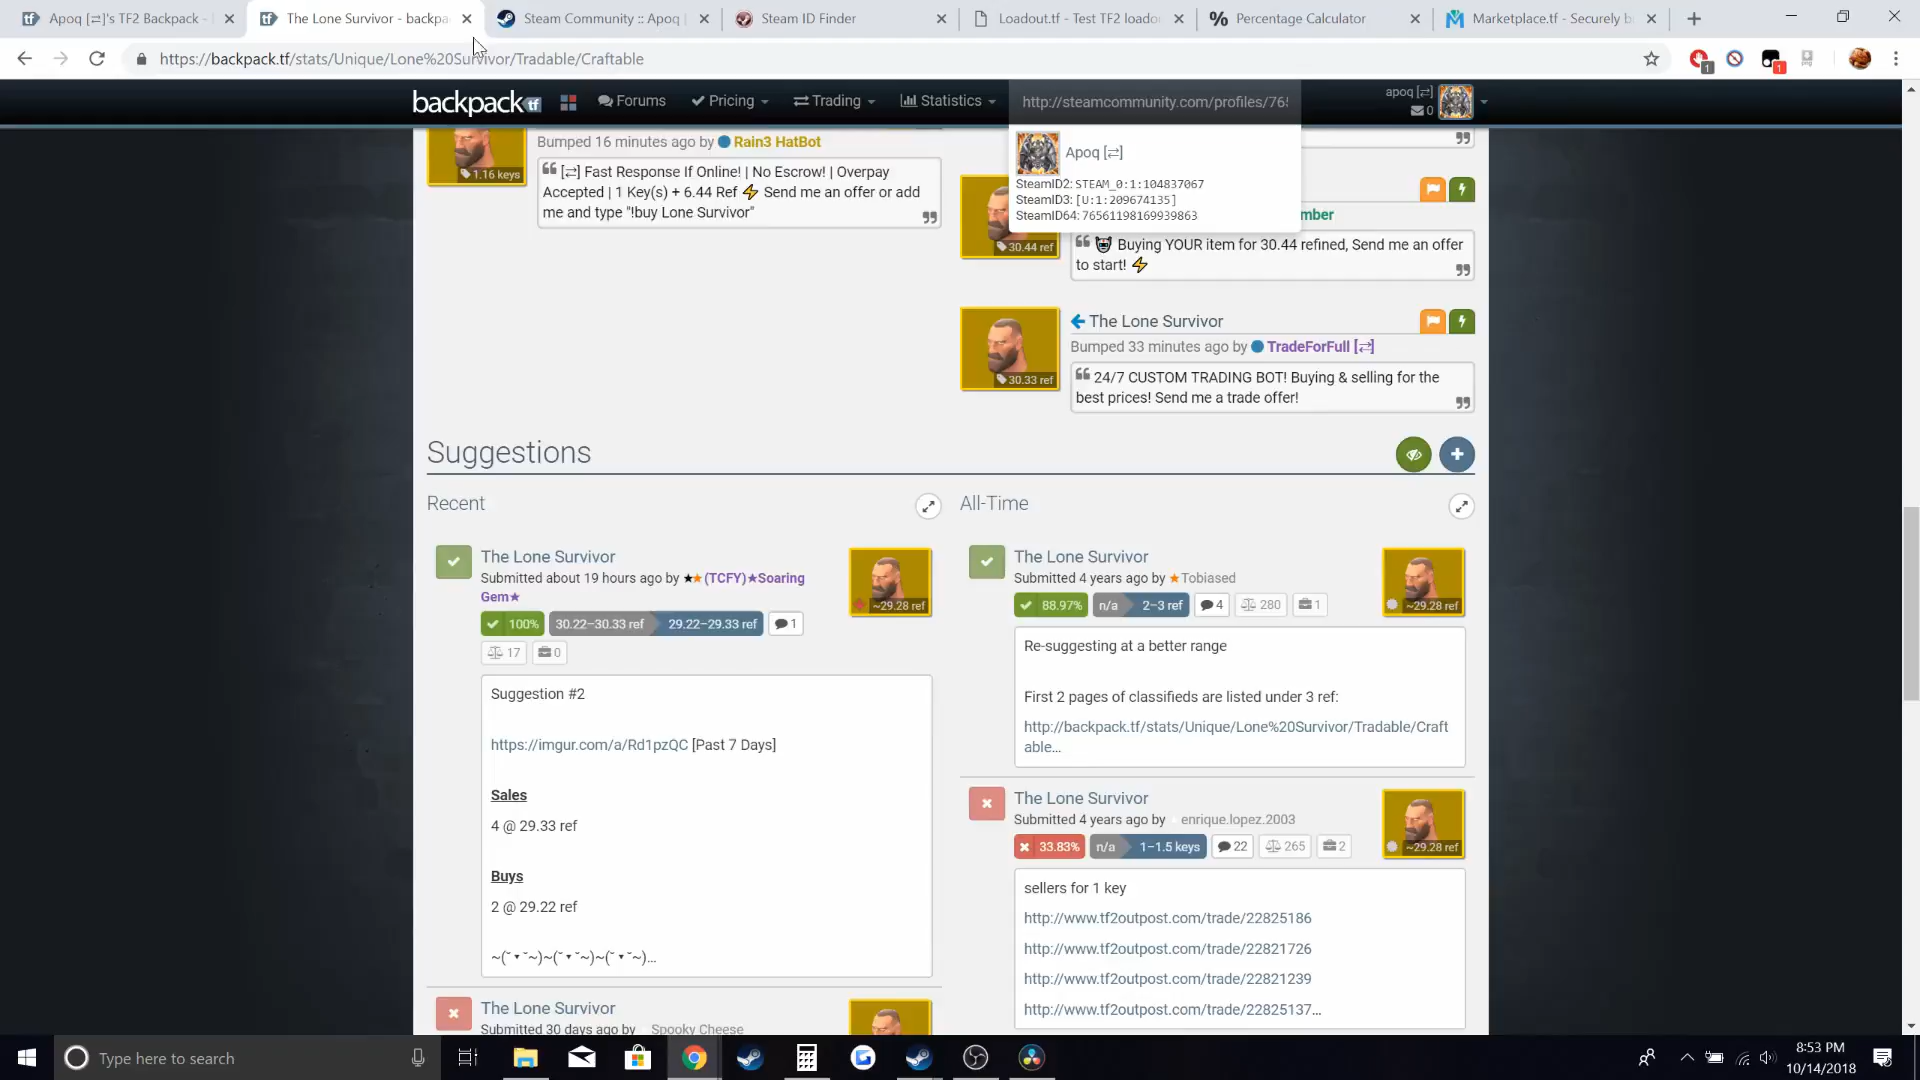 Apoq [⇄]'s TF2 Backpack -
The Lone Survivor - backpa
Steam Community :: Apoq
Steam ID Finder
Loadout.tf - Test TF2 loado
Percentage Calculator
Marketplace.tf - Securely b
https://backpack.tf/stats/Unique/Lone%20Survivor/Tradable/Craftable
1
1
backpack tf
Forums
Pricing
Trading
Statistics
http://steamcommunity.com/profiles/765
apoq [⇄]
0
Apoq [⇄]
SteamID2: STEAM_0:1:104837067
SteamID3: [U:1:209674135]
SteamID64: 76561198169939863
1.16 keys
Bumped 16 minutes ago by Rain3 HatBot
[⇄] Fast Response If Online! | No Escrow! | Overpay
Accepted | 1 Key(s) + 6.44 Ref ⚡ Send me an offer or add
me and type "!buy Lone Survivor"
30.44 ref
mber
Buying YOUR item for 30.44 refined, Send me an offer
to start! ⚡
30.33 ref
The Lone Survivor
Bumped 33 minutes ago by TradeForFull [⇄]
24/7 CUSTOM TRADING BOT! Buying & selling for the
best prices! Send me a trade offer!
Suggestions
Recent
The Lone Survivor
Submitted about 19 hours ago by ★★(TCFY)★Soaring
Gem★
~29.28 ref
100%
30.22–30.33 ref
29.22–29.33 ref
1
17
0
Suggestion #2
https://imgur.com/a/Rd1pzQC [Past 7 Days]
Sales
4 @ 29.33 ref
Buys
2 @ 29.22 ref
~(˘▾˘~)~(˘▾˘~)~(˘▾˘~)...
The Lone Survivor
Submitted 30 days ago by Spooky Cheese
All-Time
The Lone Survivor
Submitted 4 years ago by ★Tobiased
~29.28 ref
88.97%
n/a
2–3 ref
4
280
1
Re-suggesting at a better range
First 2 pages of classifieds are listed under 3 ref:
http://backpack.tf/stats/Unique/Lone%20Survivor/Tradable/Craft
able...
The Lone Survivor
Submitted 4 years ago by enrique.lopez.2003
~29.28 ref
33.83%
n/a
1–1.5 keys
22
265
2
sellers for 1 key
http://www.tf2outpost.com/trade/22825186
http://www.tf2outpost.com/trade/22821726
http://www.tf2outpost.com/trade/22821239
http://www.tf2outpost.com/trade/22825137...
Type here to search
8:53 PM
10/14/2018